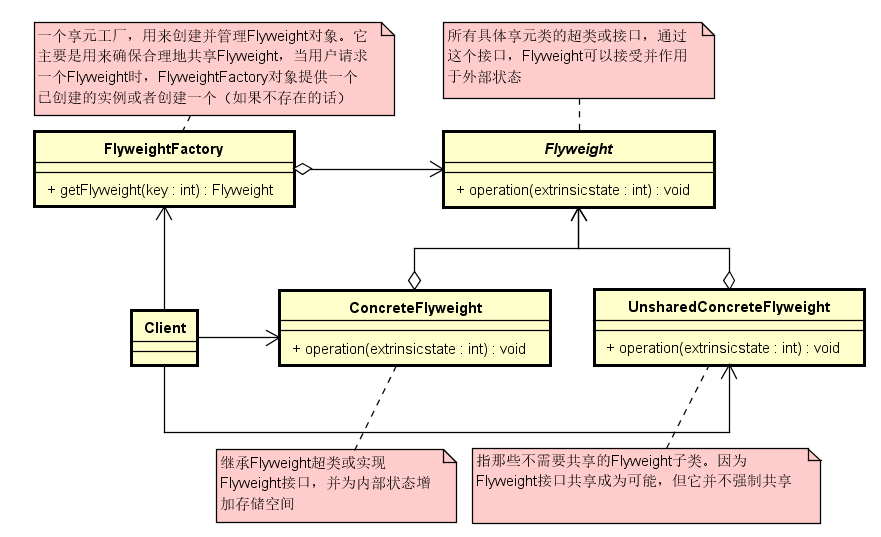 一个享元工厂，用来创建并管理Flyweight对象。它
主要是用来确保合理地共享Flyweight，当用户请求
一个Flyweight时，FlyweightFactory对象提供一个
已创建的实例或者创建一个（如果不存在的话）
所有具体享元类的超类或接口，通过
这个接口，Flyweight可以接受并作用
于外部状态
FlyweightFactory
+ getFlyweight(key : int) : Flyweight
Flyweight
+ operation(extrinsicstate : int) : void
Client
ConcreteFlyweight
+ operation(extrinsicstate : int) : void
UnsharedConcreteFlyweight
+ operation(extrinsicstate : int) : void
继承Flyweight超类或实现
Flyweight接口，并为内部状态增
加存储空间
指那些不需要共享的Flyweight子类。因为
Flyweight接口共享成为可能，但它并不强制共享